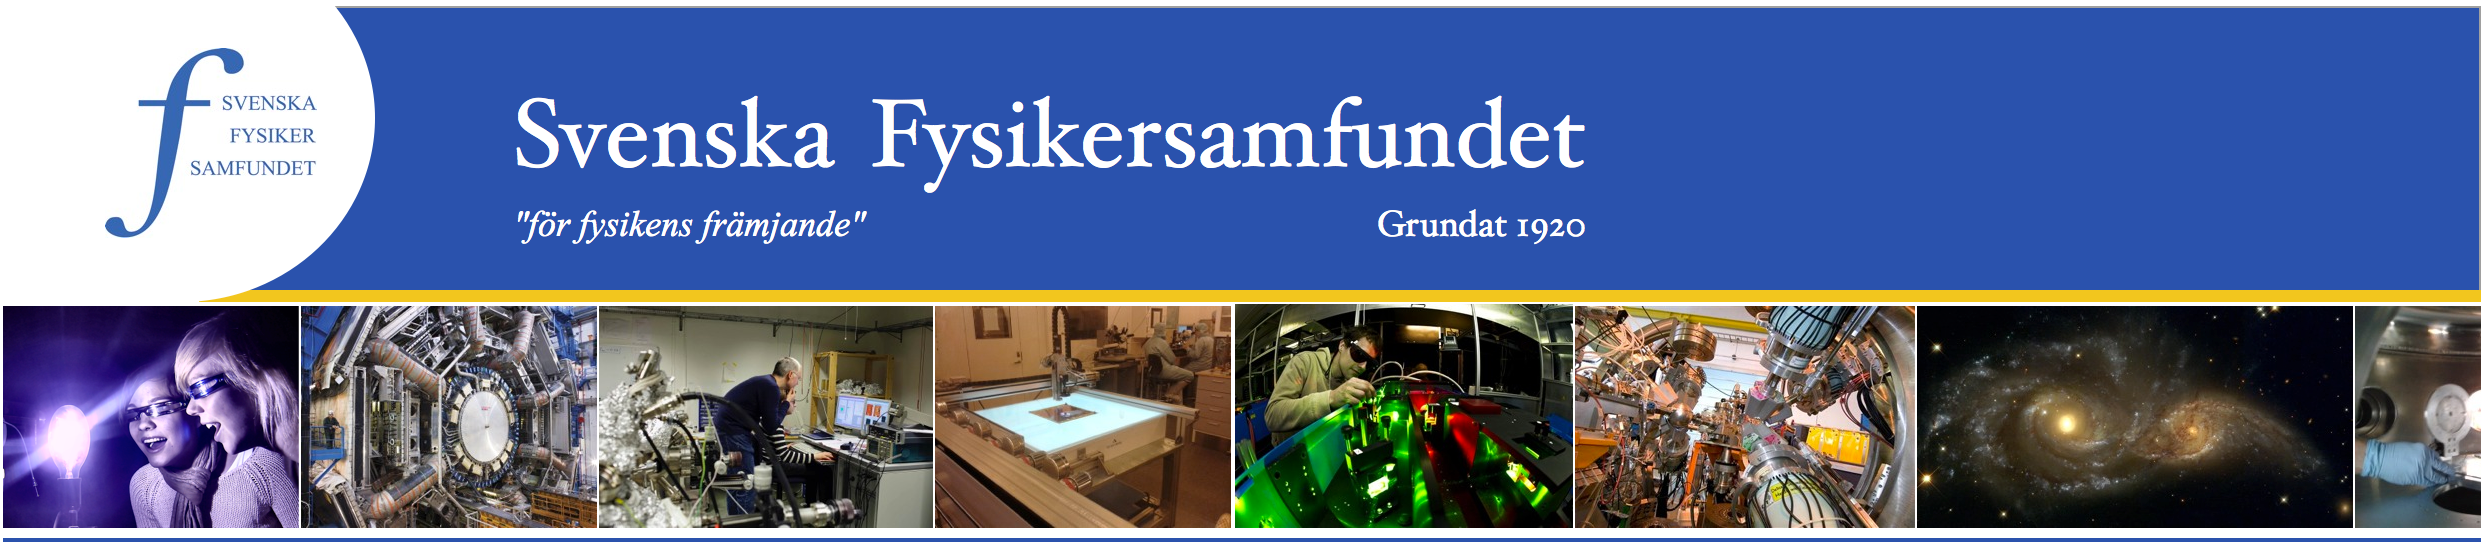 SVENSKA
FYSIKER
SAMFUNDET
Svenska Fysikersamfundet
"för fysikens främjande"
Grundat 1920